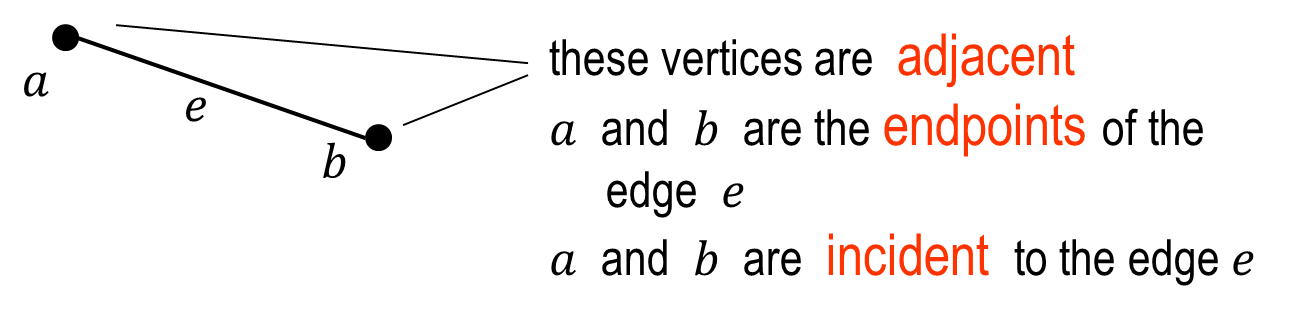 these vertices are adjacent
a
e
a and b are the endpoints of the
b
edge e
a and b are incident to the edge e